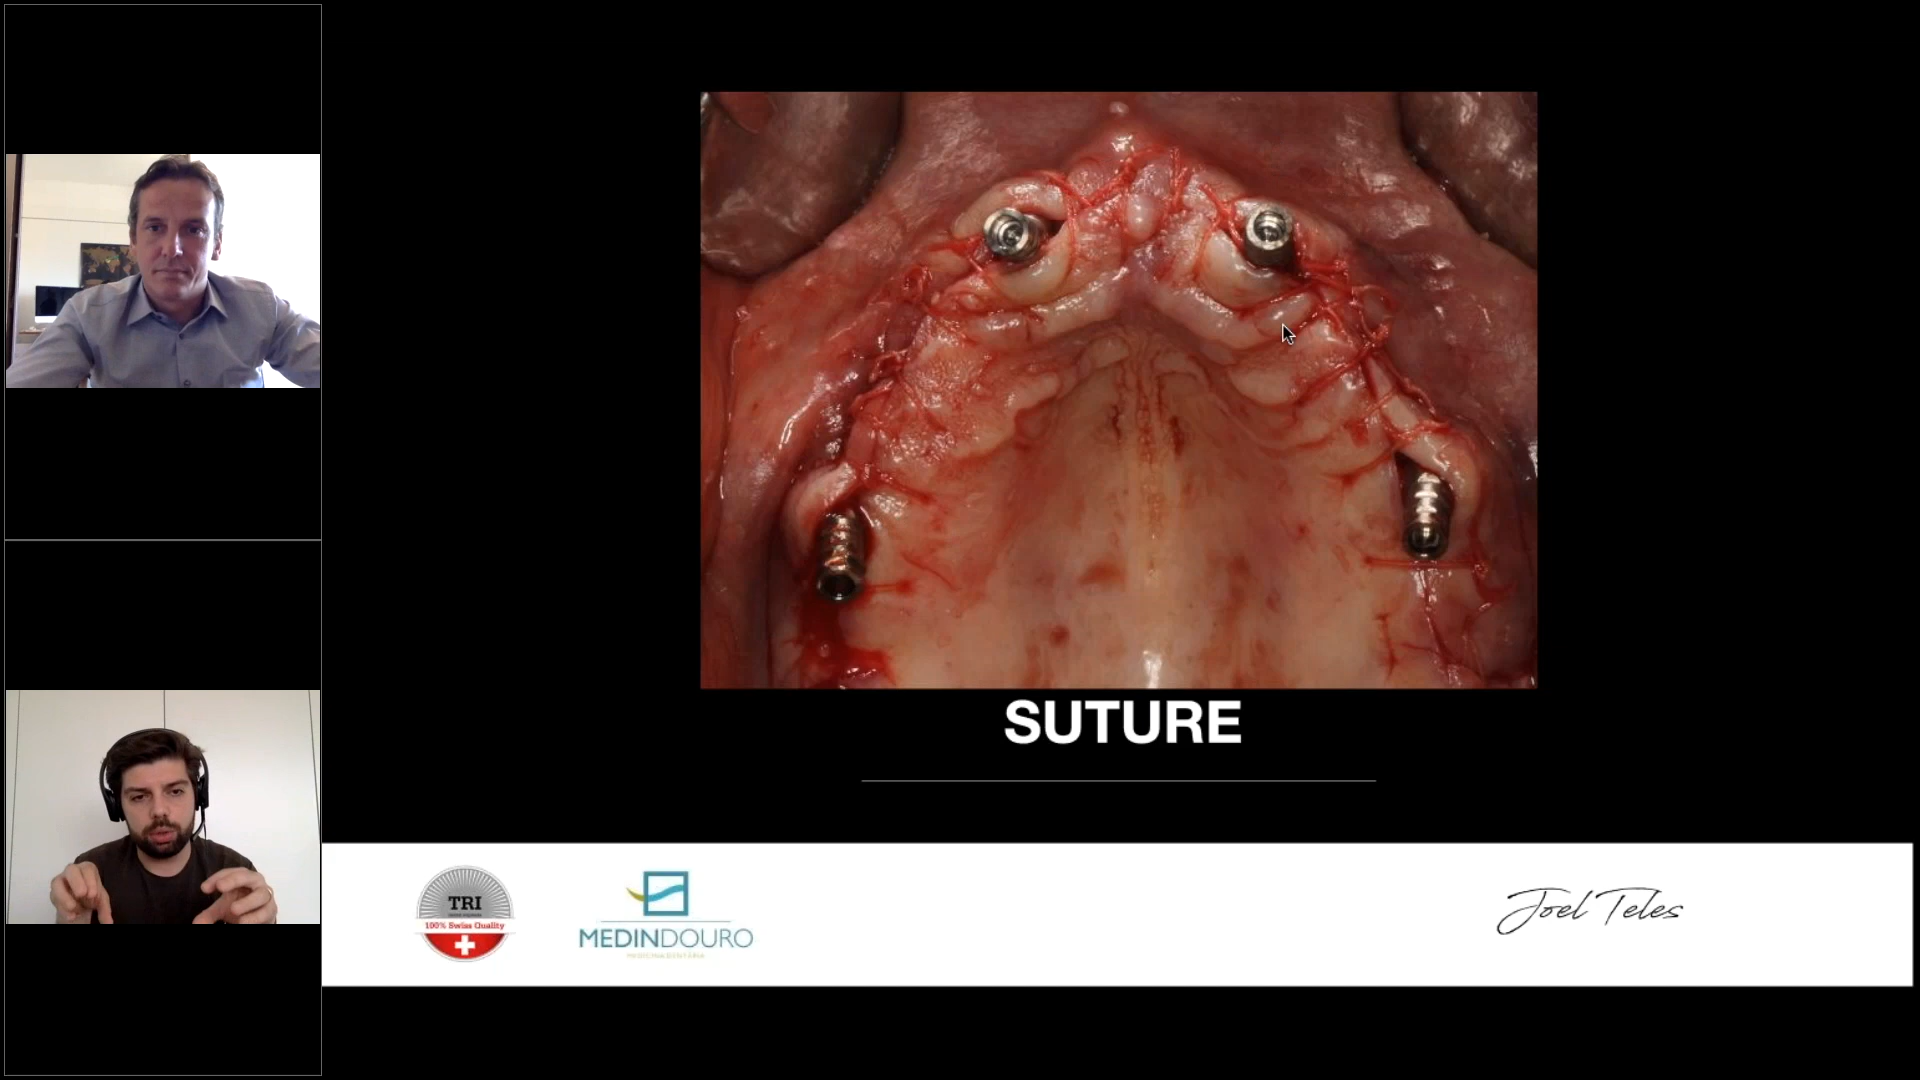 SUTURE
TRI
100% Swiss Quality
MEDINDOURO
Joel Teles